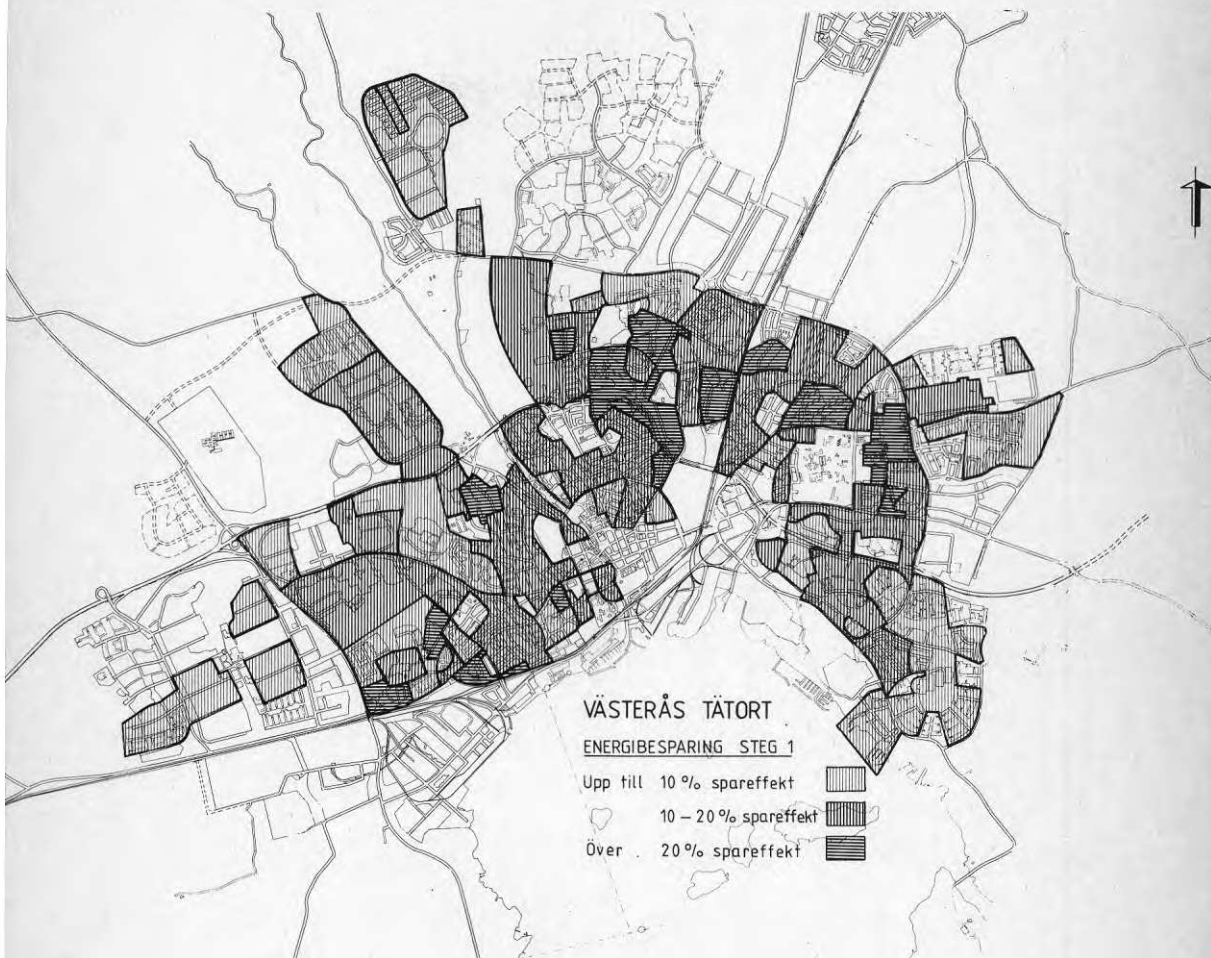 VÄSTERÅS TÄTORT
ENERGIBESPARING STEG 1
Upp till 10 % spareffekt
10 – 20 % spareffekt
Över . 20 % spareffekt